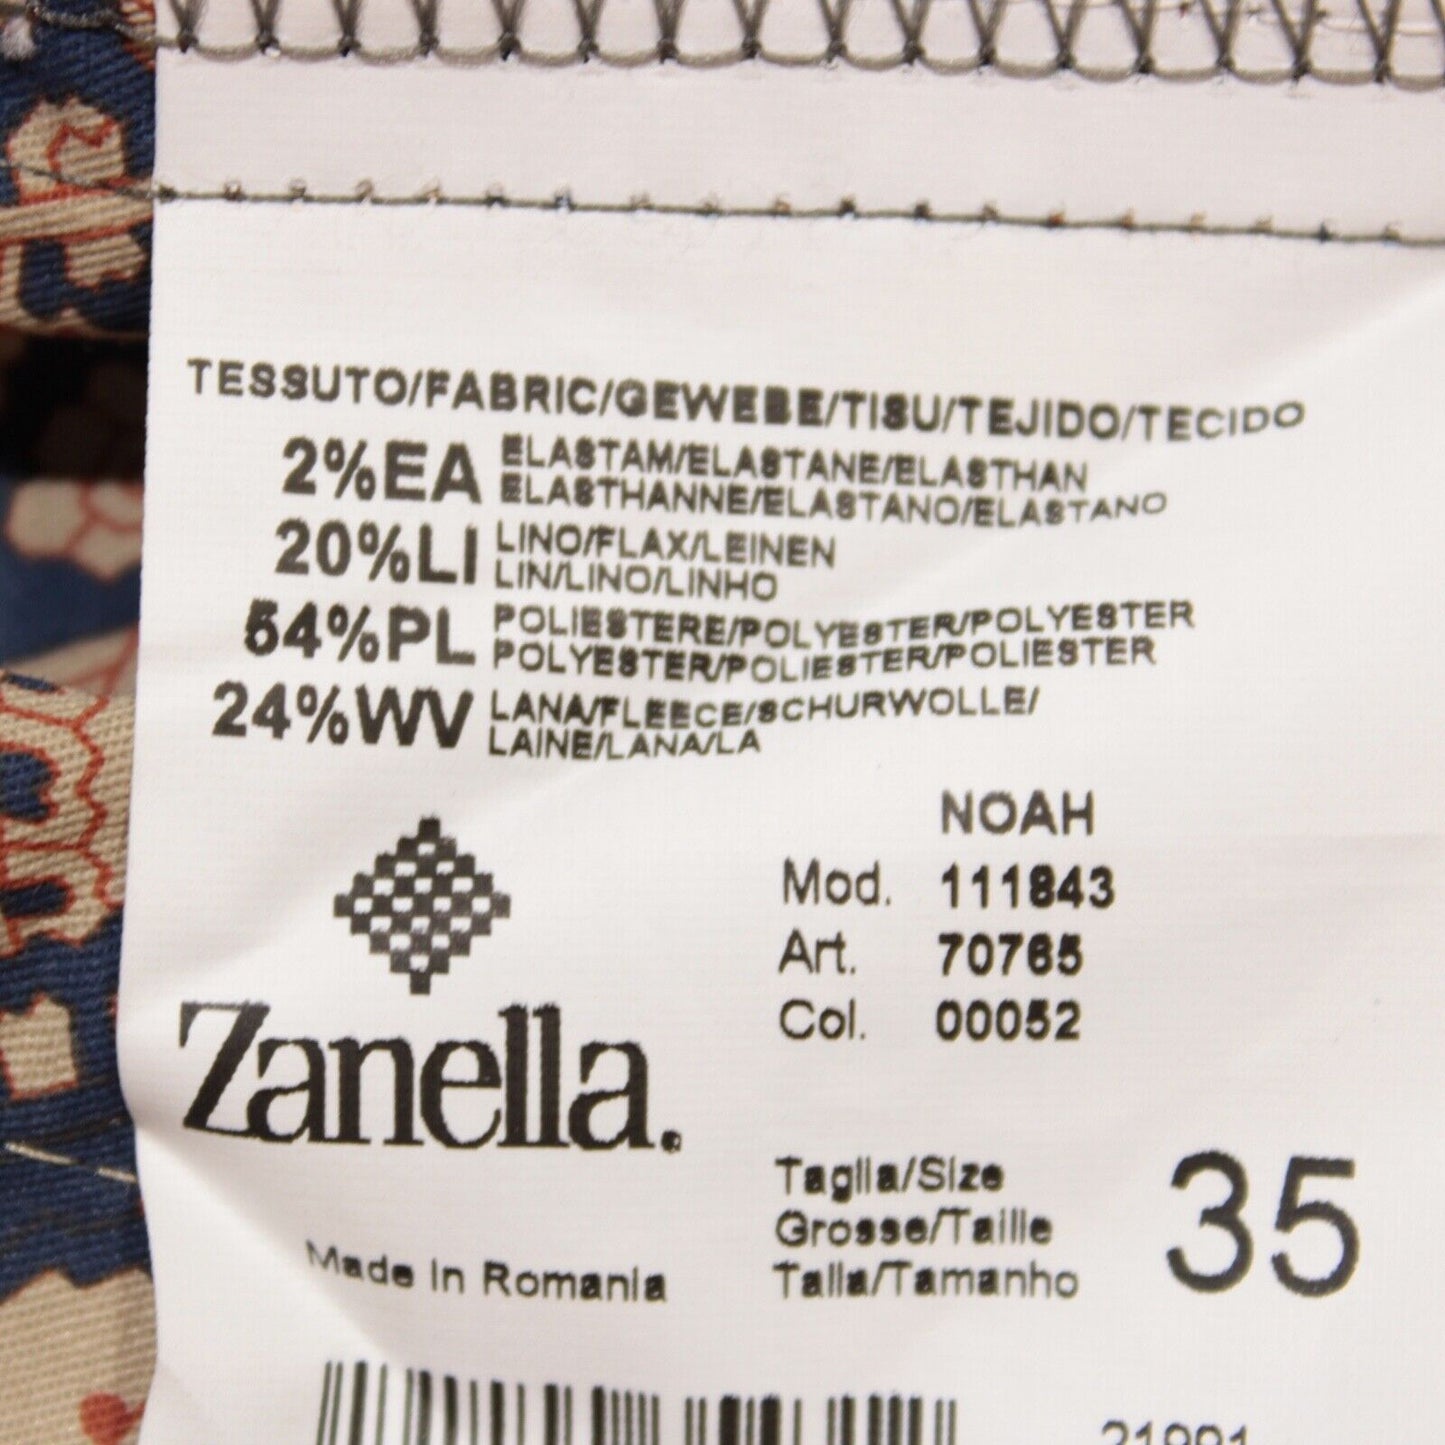 TESSUTO/FABRIC/GEWEBE/TISU/TEJIDO/TECIDO
2%EA ELASTAM/ELASTANE/ELASTHAN
ELASTHANNE/ELASTANO/ELASTANO
20%LI LINO/FLAX/LEINEN
LIN/LINO/LINHO
54%PL POLIESTERE/POLYESTER/POLYESTER
POLYESTER/POLIESTER/POLIESTER
24%WV LANA/FLEECE/SCHURWOLLE/
LAINE/LANA/LA
NOAH
Mod. 111843
Art. 70765
Col. 00052
Zanella.
Taglia/Size
Grosse/Taille
Talla/Tamanho
35
Made in Romania